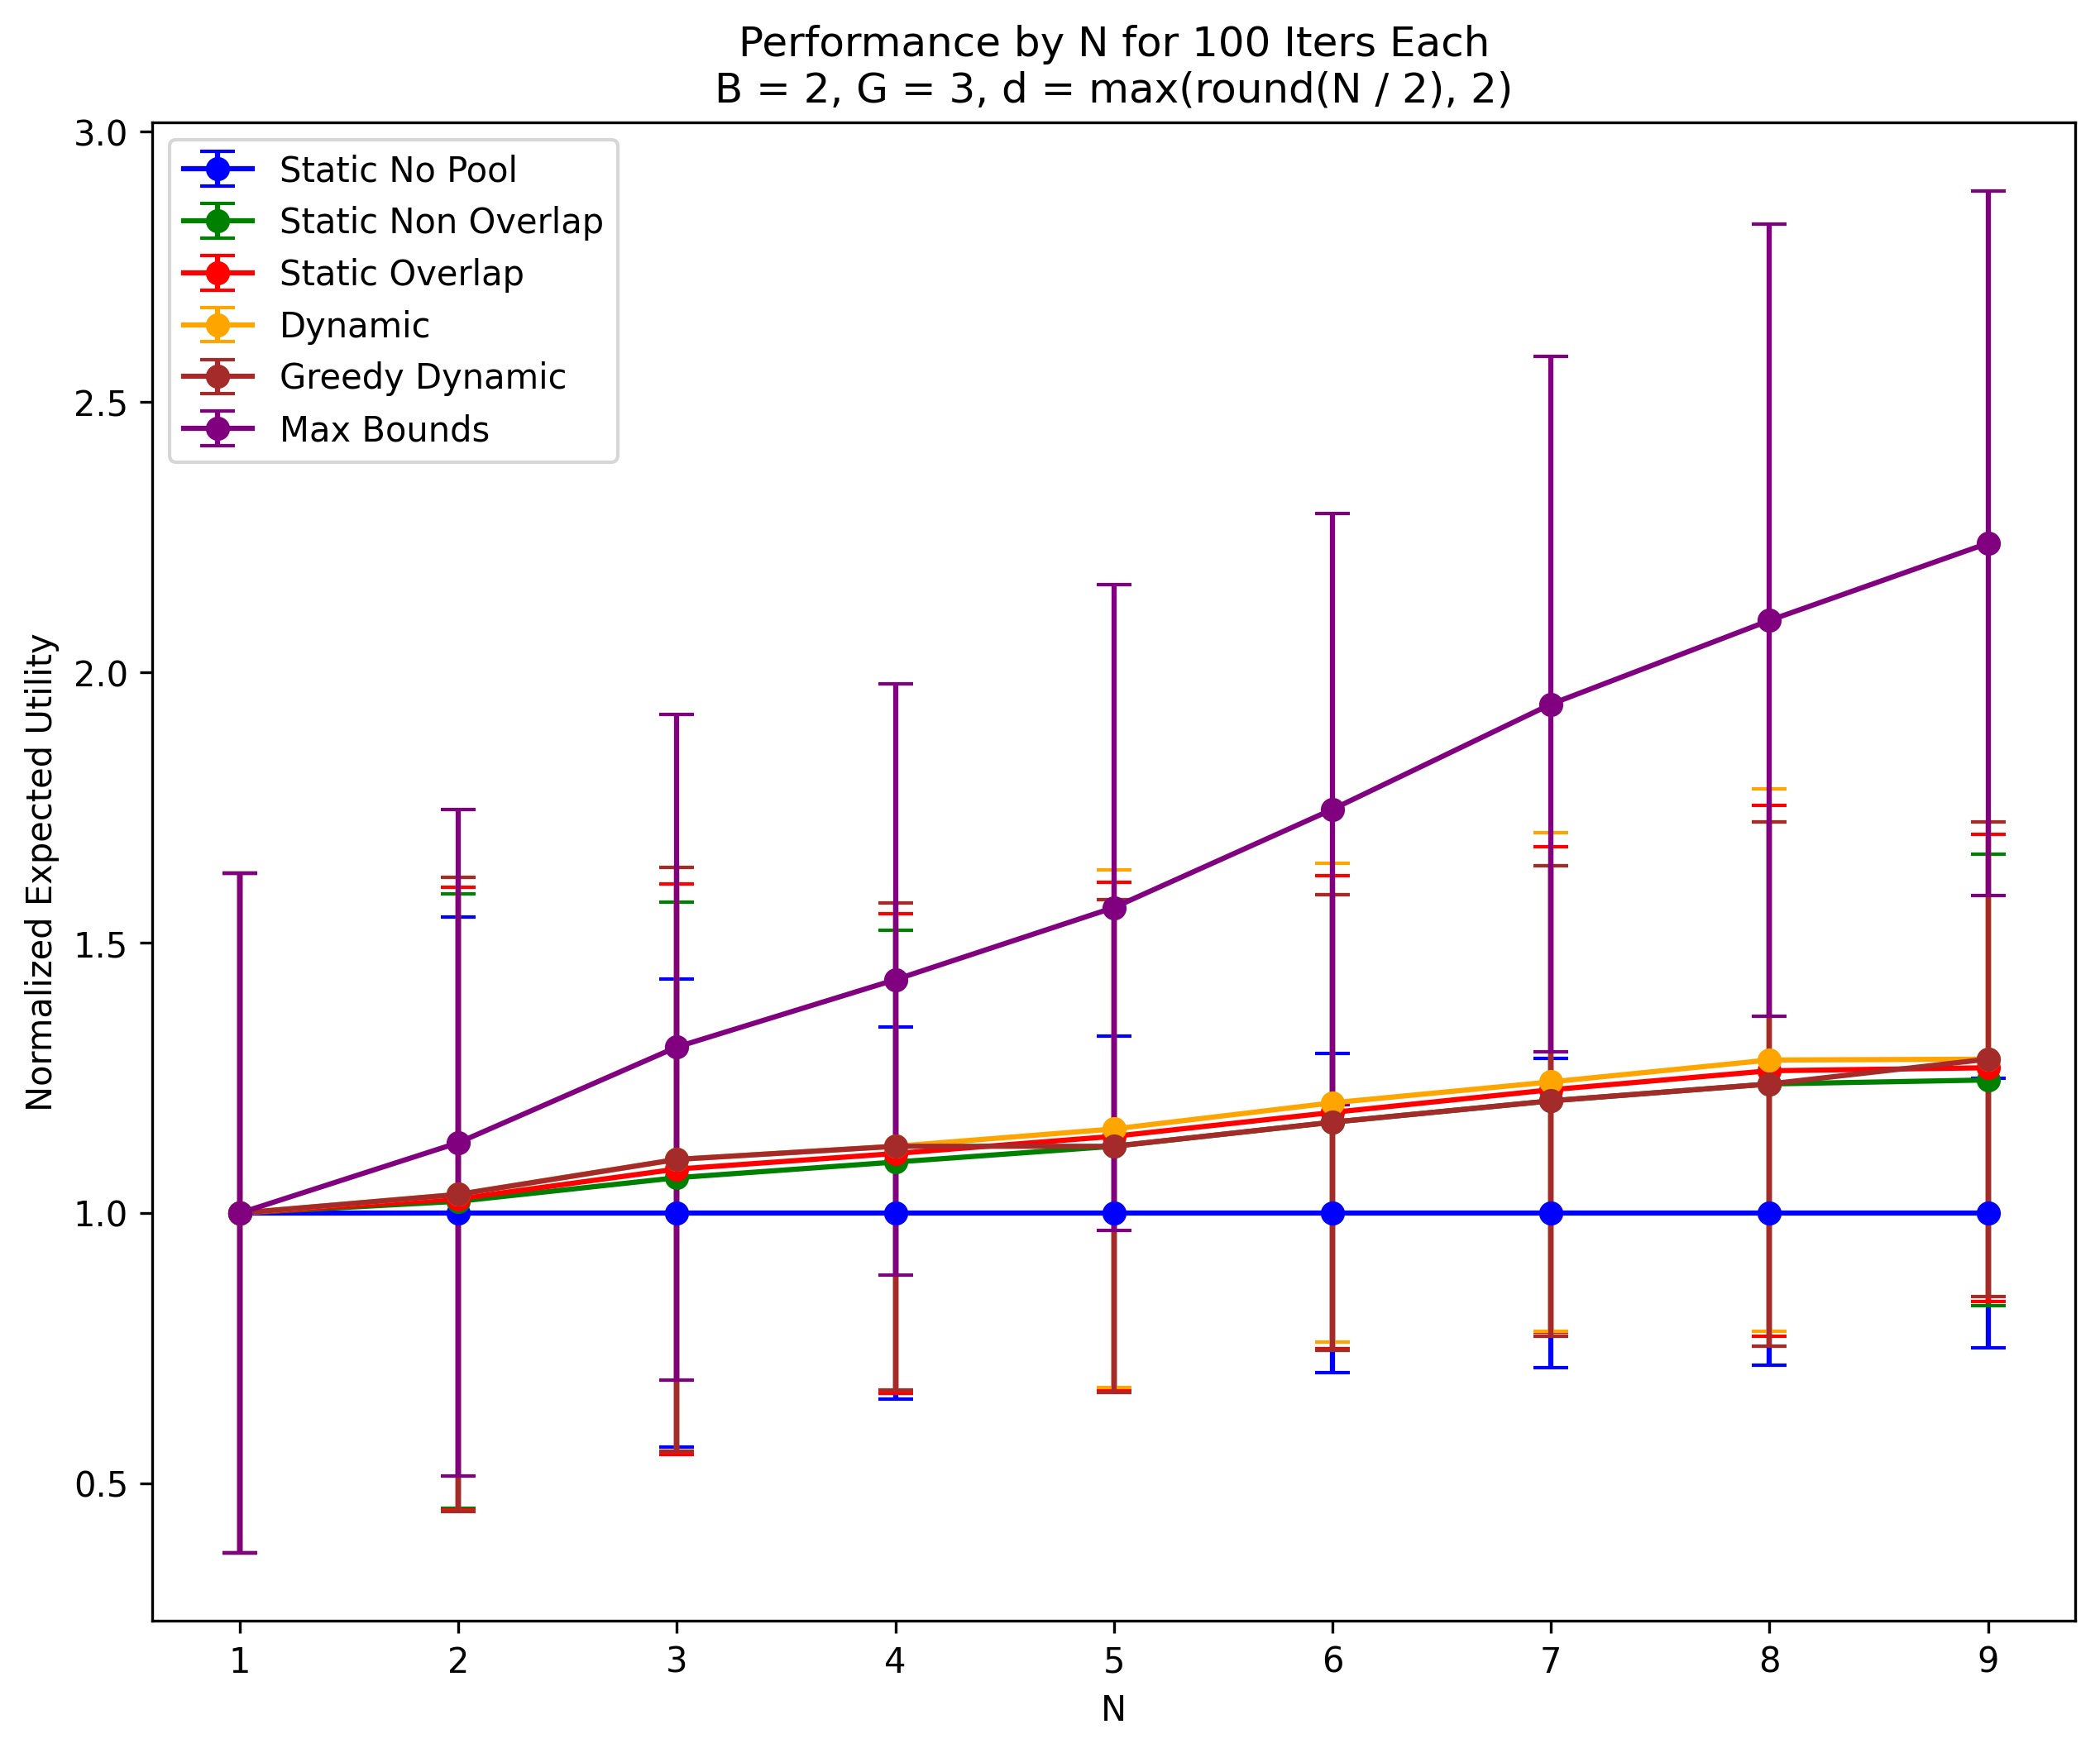 Performance by N for 100 Iters Each
B = 2, G = 3, d = max(round(N / 2), 2)
Static No Pool
Static Non Overlap
Static Overlap
Dynamic
Greedy Dynamic
Max Bounds
Normalized Expected Utility
3.0
2.5
2.0
1.5
1.0
0.5
1 2 3 4 5 6 7 8 9
N